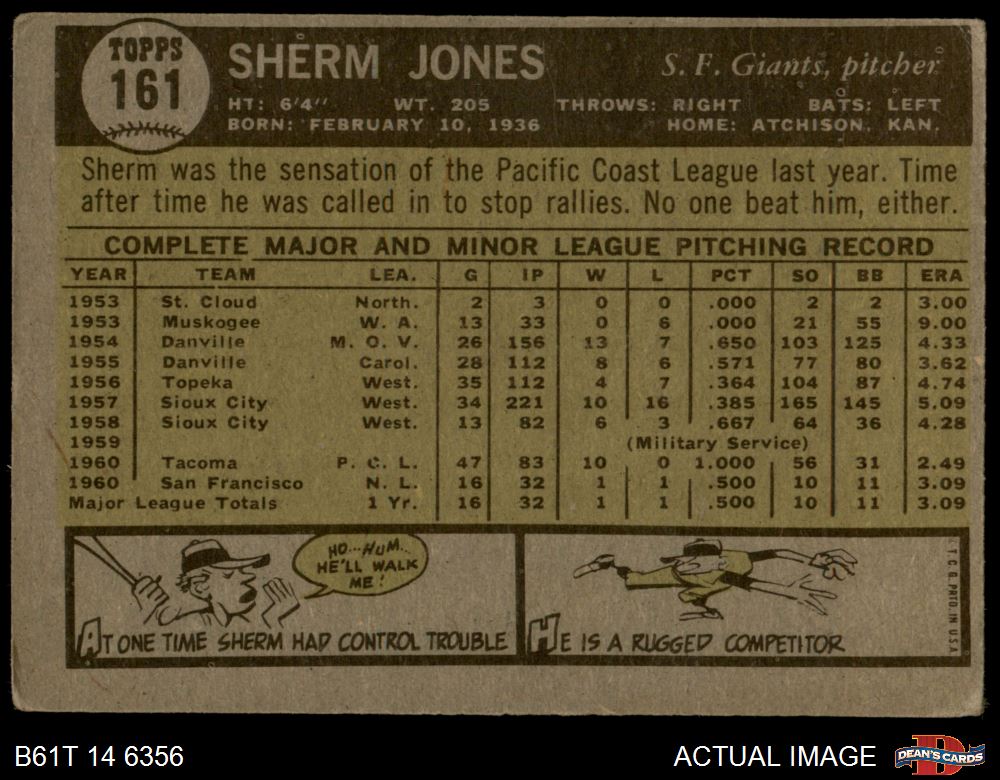 TOPPS
161
SHERM JONES
S. F. Giants, pitcher
HT: 6'4" WT. 205 THROWS: RIGHT BATS: LEFT
BORN: FEBRUARY 10, 1936 HOME: ATCHISON, KAN.
Sherm was the sensation of the Pacific Coast League last year. Time
after time he was called in to stop rallies. No one beat him, either.
COMPLETE MAJOR AND MINOR LEAGUE PITCHING RECORD
YEAR TEAM LEA. G IP W L PCT SO BB ERA
1953 St. Cloud North. 2 3 0 0 .000 2 2 3.00
1953 Muskogee W. A. 13 33 0 6 .000 21 55 9.00
1954 Danville M. O. V. 26 156 13 7 .650 103 125 4.33
1955 Danville Carol. 28 112 8 6 .571 77 80 3.62
1956 Topeka West. 35 112 4 7 .364 104 87 4.74
1957 Sioux City West. 34 221 10 16 .385 165 145 5.09
1958 Sioux City West. 13 82 6 3 .667 64 36 4.28
1959 (Military Service)
1960 Tacoma P. C. L. 47 83 10 0 1.000 56 31 2.49
1960 San Francisco N. L. 16 32 1 1 .500 10 11 3.09
Major League Totals 1 Yr. 16 32 1 1 .500 10 11 3.09
HO...HUM..
HE'LL WALK
ME!
AT ONE TIME SHERM HAD CONTROL TROUBLE
HE IS A RUGGED COMPETITOR
T. C. G. PRTD. IN U.S.A.
B61T 14 6356
ACTUAL IMAGE
DEAN'S CARDS